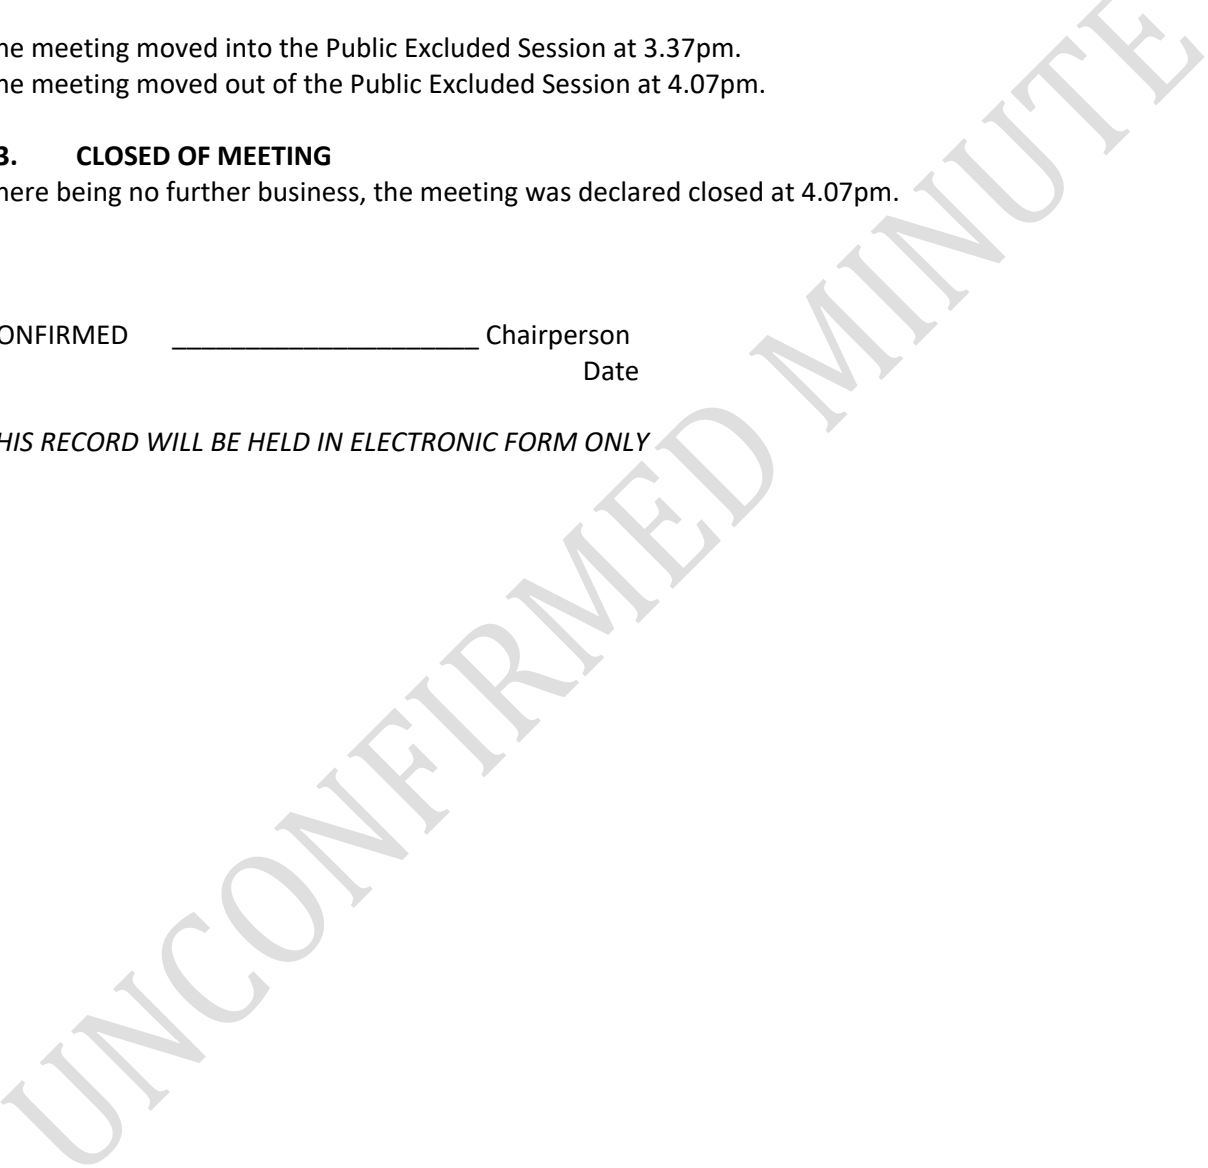 he meeting moved into the Public Excluded Session at 3.37pm.
he meeting moved out of the Public Excluded Session at 4.07pm.
3. CLOSED OF MEETING
here being no further business, the meeting was declared closed at 4.07pm.
ONFIRMED _____________________ Chairperson
Date
HIS RECORD WILL BE HELD IN ELECTRONIC FORM ONLY
UNCONFIRMED MINUTE